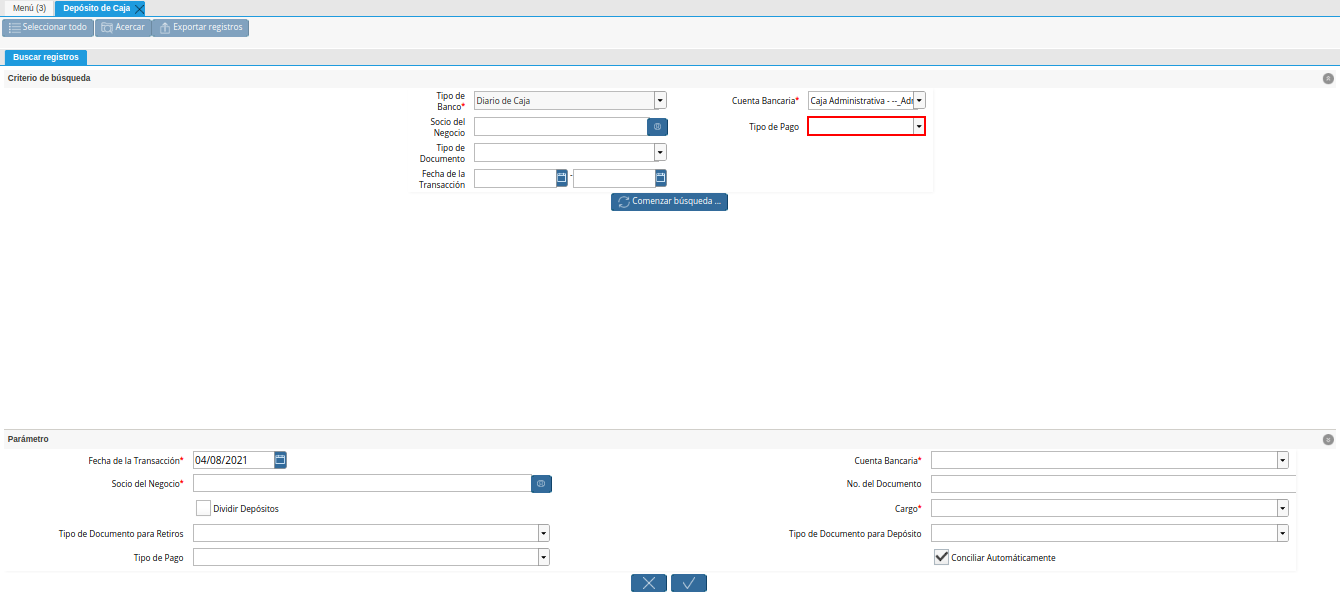 Menú (3) Depósito de Caja
Seleccionar todo Acercar Exportar registros
Buscar registros
Criterio de búsqueda
Tipo de Banco* Diario de Caja Cuenta Bancaria* Caja Administrativa - --_Adr
Socio del Negocio Tipo de Pago
Tipo de Documento
Fecha de la Transacción -
Comenzar búsqueda ...
Parámetro
Fecha de la Transacción* 04/08/2021 Cuenta Bancaria*
Socio del Negocio* No. del Documento
Dividir Depósitos Cargo*
Tipo de Documento para Retiros Tipo de Documento para Depósito
Tipo de Pago Conciliar Automáticamente